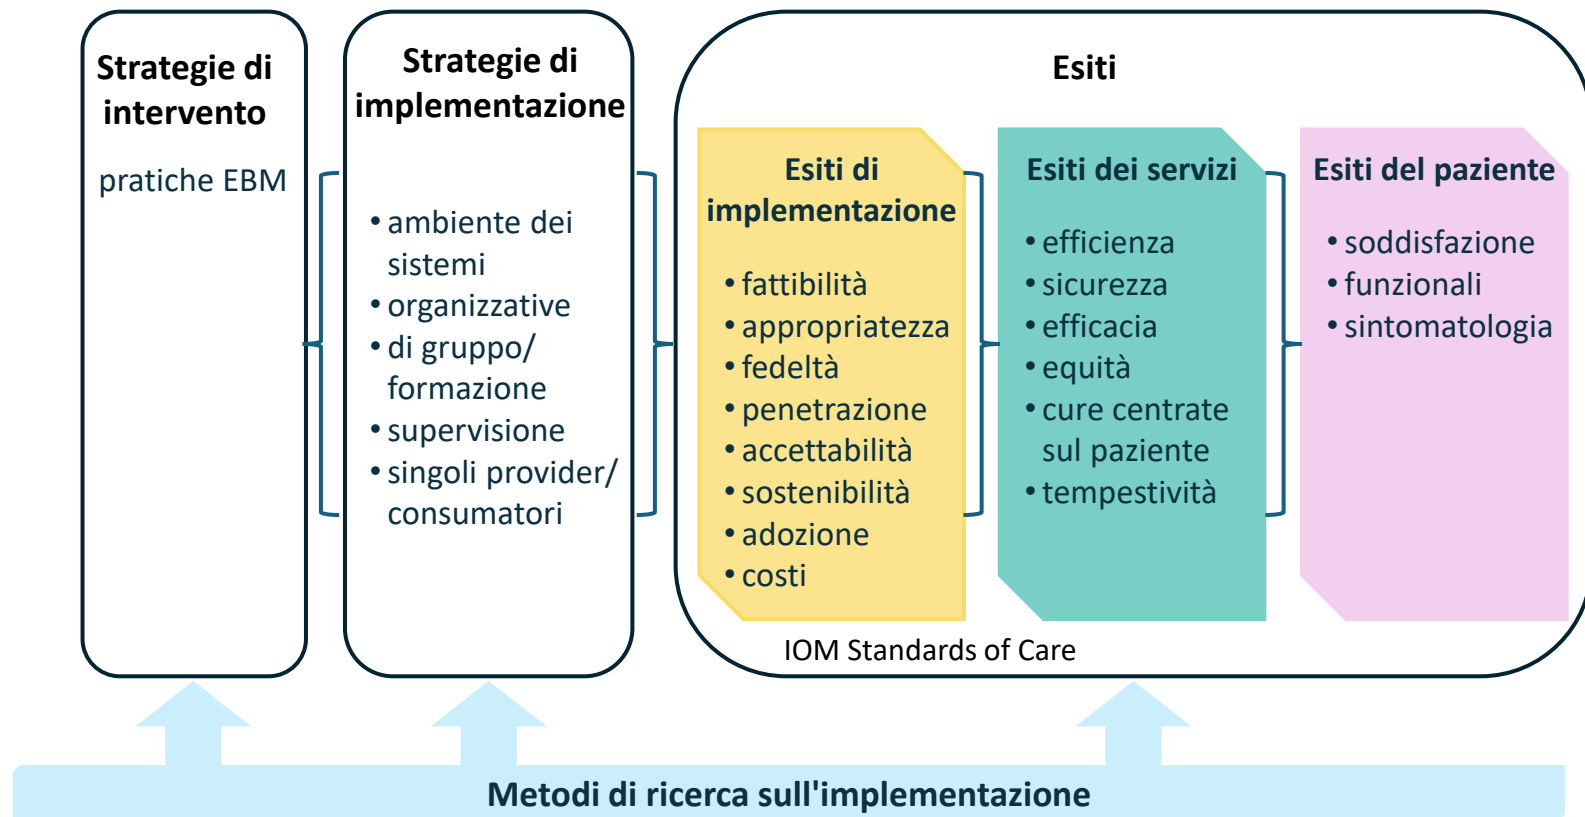 Strategie di
intervento
pratiche EBM
Strategie di
implementazione
• ambiente dei
sistemi
• organizzative
• di gruppo/
formazione
• supervisione
• singoli provider/
consumatori
Esiti
Esiti di
implementazione
• fattibilità
• appropriatezza
• fedeltà
• penetrazione
• accettabilità
• sostenibilità
• adozione
• costi
Esiti dei servizi
• efficienza
• sicurezza
• efficacia
• equità
• cure centrate
sul paziente
• tempestività
Esiti del paziente
• soddisfazione
• funzionali
• sintomatologia
IOM Standards of Care
Metodi di ricerca sull'implementazione